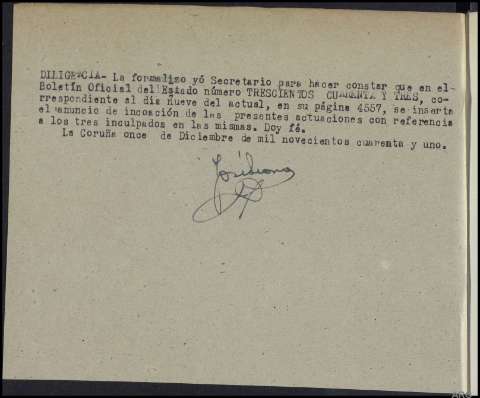 DILIGENCIA- La formalizo yó Secretario para hacer constar que en el
Boletín Oficial del Estado número TRESCIENTOS CUARENTA Y TRES, co-
rrespondiente al día nueve del actual, en su página 4557, se inserta
el anuncio de incoación de las presentes actuaciones con referencia
a los tres inculpados en las mismas. Doy fé.
La Coruña once de Diciembre de mil novecientos cuarenta y uno.